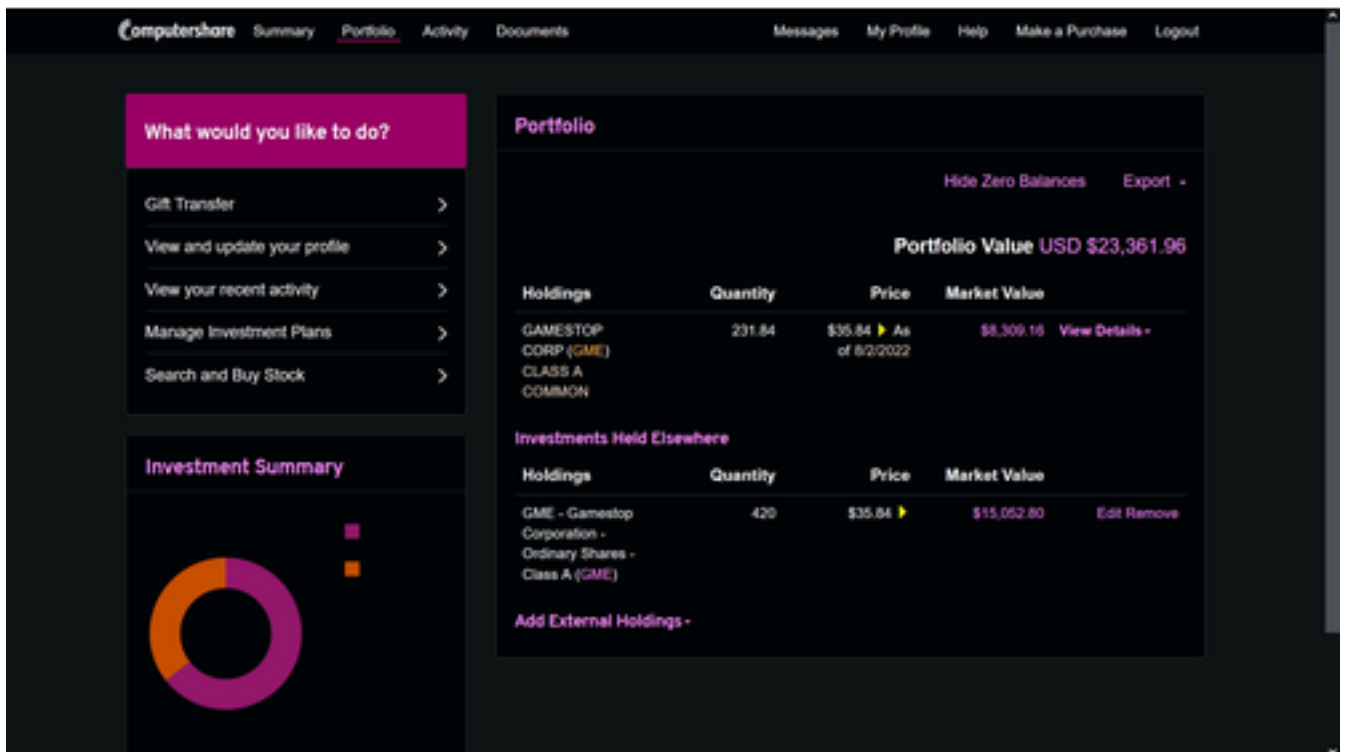 Computershare Summary Portfolio Activity Documents Messages My Profile Help Make a Purchase Logout
What would you like to do?
Gift Transfer
View and update your profile
View your recent activity
Manage Investment Plans
Search and Buy Stock
Investment Summary
Portfolio
Hide Zero Balances Export
Portfolio Value USD $23,361.96
Holdings Quantity Price Market Value
GAMESTOP 231.84 $35.84 As $8,309.16 View Details
CORP (GME) of 8/2/2022
CLASS A
COMMON
Investments Held Elsewhere
Holdings Quantity Price Market Value
GME - Gamestop 420 $35.84 $15,052.80 Edit Remove
Corporation -
Ordinary Shares -
Class A (GME)
Add External Holdings